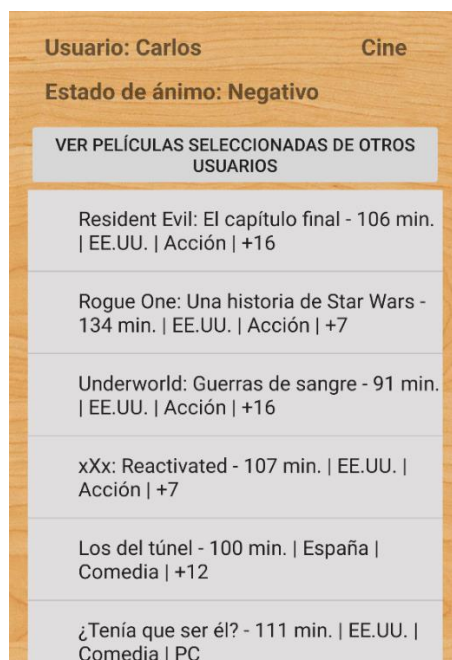 Usuario: Carlos Cine
Estado de ánimo: Negativo
VER PELÍCULAS SELECCIONADAS DE OTROS
USUARIOS
Resident Evil: El capítulo final - 106 min.
| EE.UU. | Acción | +16
Rogue One: Una historia de Star Wars -
134 min. | EE.UU. | Acción | +7
Underworld: Guerras de sangre - 91 min.
| EE.UU. | Acción | +16
xXx: Reactivated - 107 min. | EE.UU. |
Acción | +7
Los del túnel - 100 min. | España |
Comedia | +12
¿Tenía que ser él? - 111 min. | EE.UU. |
Comedia | PC